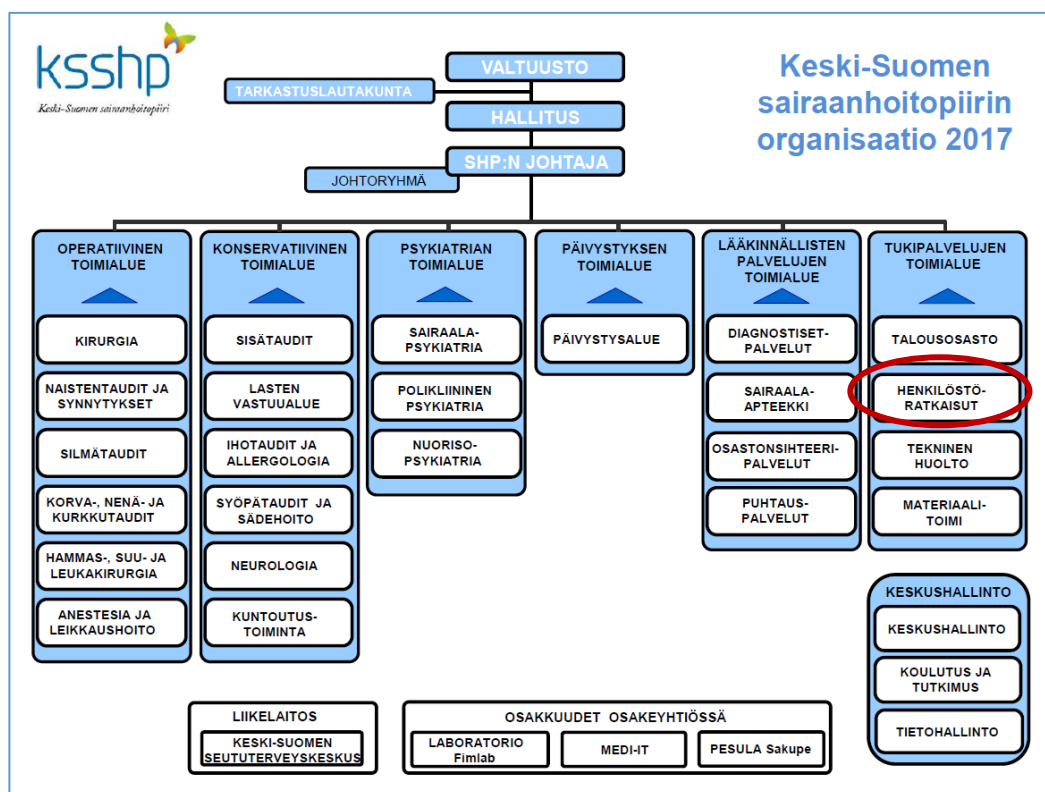 ksshp
Keski-Suomen sairaanhoitopiiri
Keski-Suomen
sairaanhoitopiirin
organisaatio 2017
VALTUUSTO
TARKASTUSLAUTAKUNTA
HALLITUS
SHP:N JOHTAJA
JOHTORYHMÄ
OPERATIIVINEN
TOIMIALUE
KIRURGIA
NAISTENTAUDIT JA
SYNNYTYKSET
SILMÄTAUDIT
KORVA-, NENÄ- JA
KURKKUTAUDIT
HAMMAS-, SUU- JA
LEUKAKIRURGIA
ANESTESIA JA
LEIKKAUSHOITO
KONSERVATIIVINEN
TOIMIALUE
SISÄTAUDIT
LASTEN
VASTUUALUE
IHOTAUDIT JA
ALLERGOLOGIA
SYÖPÄTAUDIT JA
SÄDEHOITO
NEUROLOGIA
KUNTOUTUS-
TOIMINTA
PSYKIATRIAN
TOIMIALUE
SAIRAALA-
PSYKIATRIA
POLIKLIININEN
PSYKIATRIA
NUORISO-
PSYKIATRIA
PÄIVYSTYKSEN
TOIMIALUE
PÄIVYSTYSALUE
LÄÄKINNÄLLISTEN
PALVELUJEN
TOIMIALUE
DIAGNOSTISET-
PALVELUT
SAIRAALA-
APTEEKKI
OSASTONSIHTEERI-
PALVELUT
PUHTAUS-
PALVELUT
TUKIPALVELUJEN
TOIMIALUE
TALOUSOSASTO
HENKILÖSTÖ-
RATKAISUT
TEKNINEN
HUOLTO
MATERIAALI-
TOIMI
KESKUSHALLINTO
KESKUSHALLINTO
KOULUTUS JA
TUTKIMUS
TIETOHALLINTO
LIIKELAITOS
KESKI-SUOMEN
SEUTUTERVEYSKESKUS
OSAKKUUDET OSAKEYHTIÖSSÄ
LABORATORIO
Fimlab
MEDI-IT
PESULA Sakupe